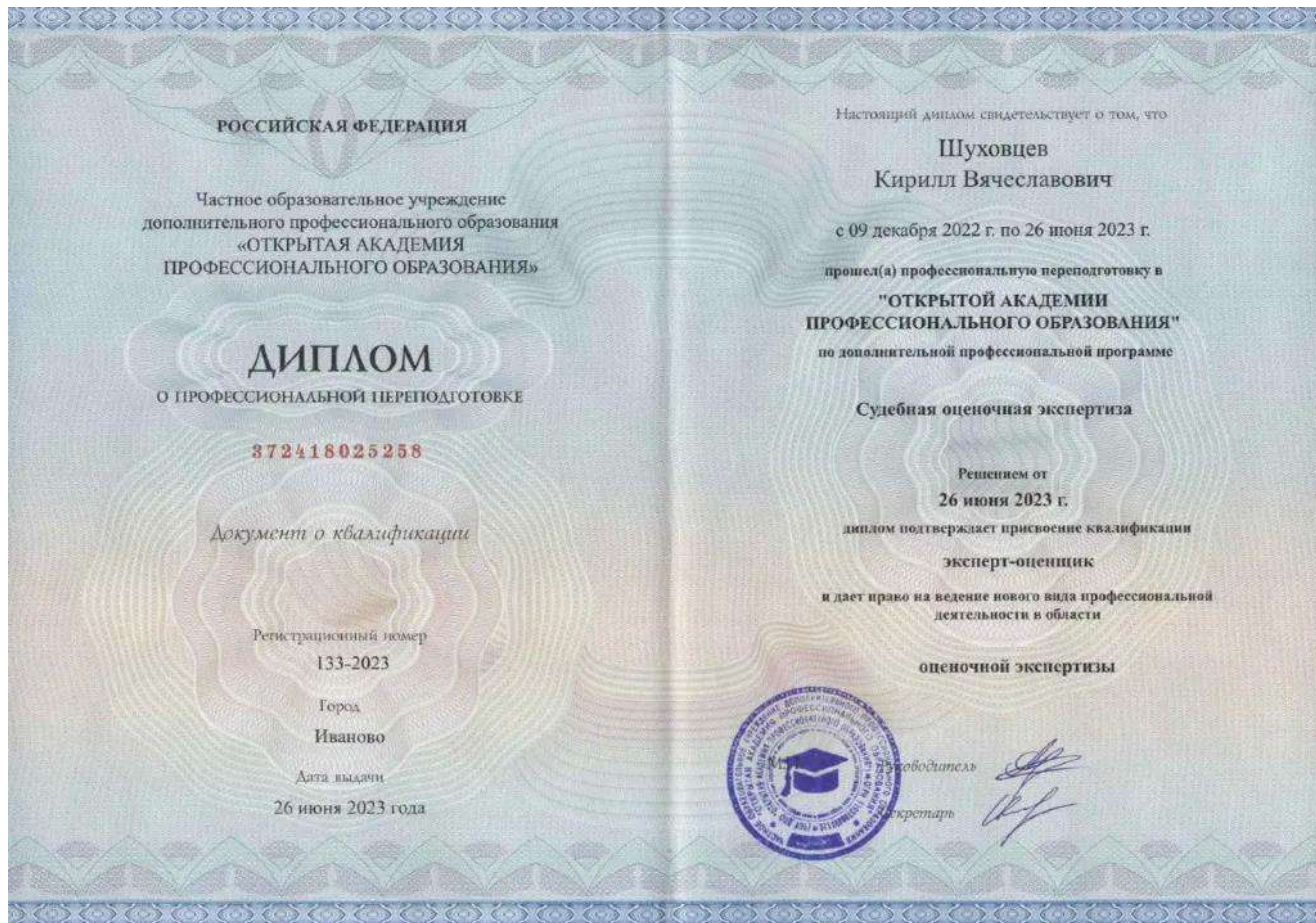 РОССИЙСКАЯ ФЕДЕРАЦИЯ
Частное образовательное учреждение
дополнительного профессионального образования
«ОТКРЫТАЯ АКАДЕМИЯ
ПРОФЕССИОНАЛЬНОГО ОБРАЗОВАНИЯ»
ДИПЛОМ
О ПРОФЕССИОНАЛЬНОЙ ПЕРЕПОДГОТОВКЕ
372418025258
Документ о квалификации
Регистрационный номер
133-2023
Город
Иваново
Дата выдачи
26 июня 2023 года
Настоящий диплом свидетельствует о том, что
Шуховцев
Кирилл Вячеславович
с 09 декабря 2022 г. по 26 июня 2023 г.
прошел(а) профессиональную переподготовку в
"ОТКРЫТОЙ АКАДЕМИИ
ПРОФЕССИОНАЛЬНОГО ОБРАЗОВАНИЯ"
по дополнительной профессиональной программе
Судебная оценочная экспертиза
Решением от
26 июня 2023 г.
диплом подтверждает присвоение квалификации
эксперт-оценщик
и дает право на ведение нового вида профессиональной
деятельности в области
оценочной экспертизы
М.П.
Руководитель
Секретарь